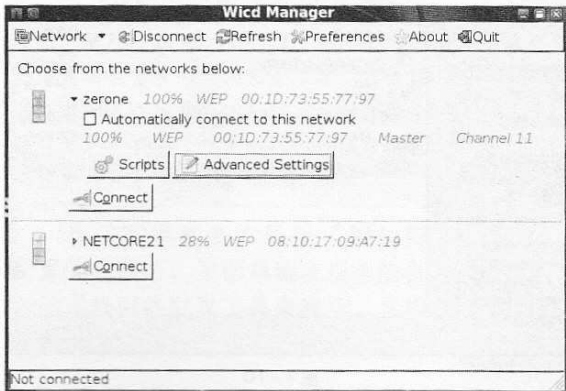 Wicd Manager
Network Disconnect Refresh Preferences About Quit
Choose from the networks below:
zerone 100% WEP 00:1D:73:55:77:97
Automatically connect to this network
100% WEP 00:1D:73:55:77:97 Master Channel 11
Scripts Advanced Settings
Connect
NETCORE21 28% WEP 08:10:17:09:A7:19
Connect
Not connected